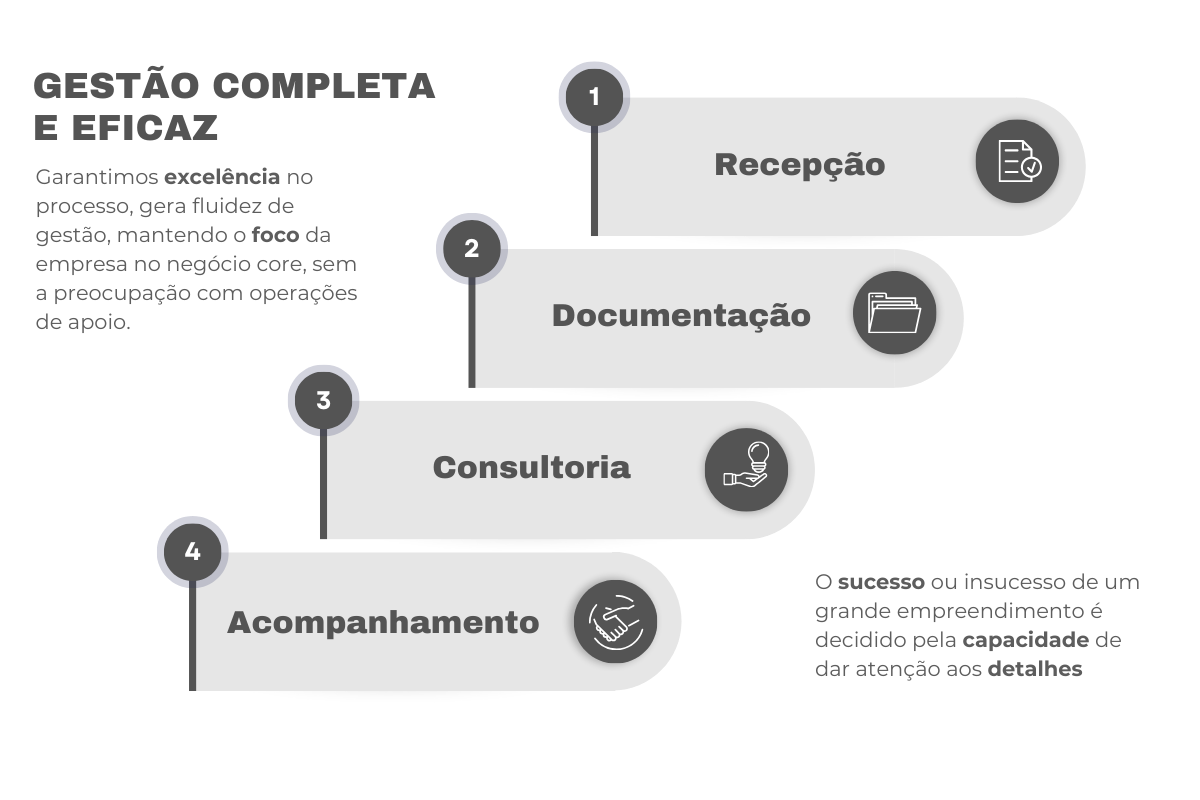 GESTÃO COMPLETA
E EFICAZ
Garantimos excelência no
processo, gera fluidez de
gestão, mantendo o foco da
empresa no negócio core, sem
a preocupação com operações
de apoio.
1
Recepção
2
Documentação
3
Consultoria
4
Acompanhamento
O sucesso ou insucesso de um
grande empreendimento é
decidido pela capacidade de
dar atenção aos detalhes